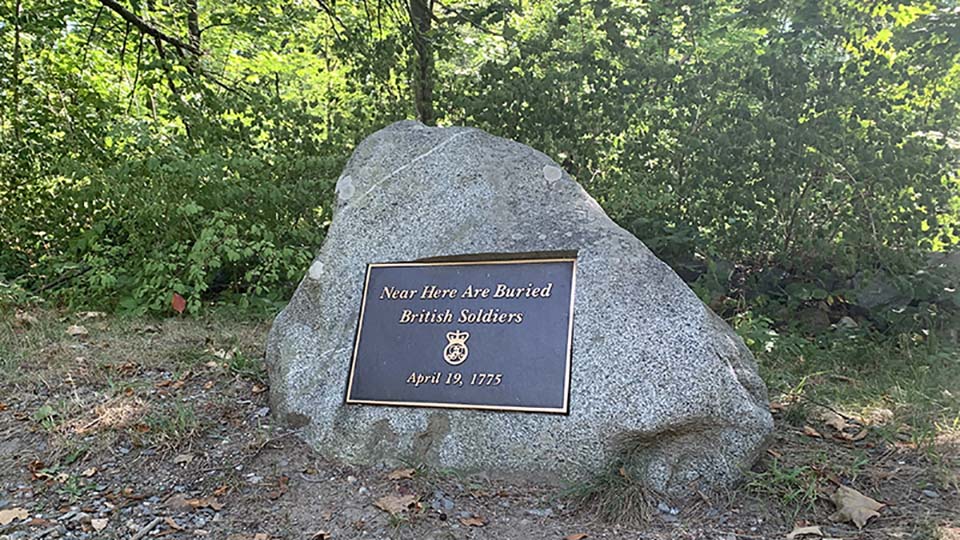 Near Here Are Buried
British Soldiers
April 19, 1775